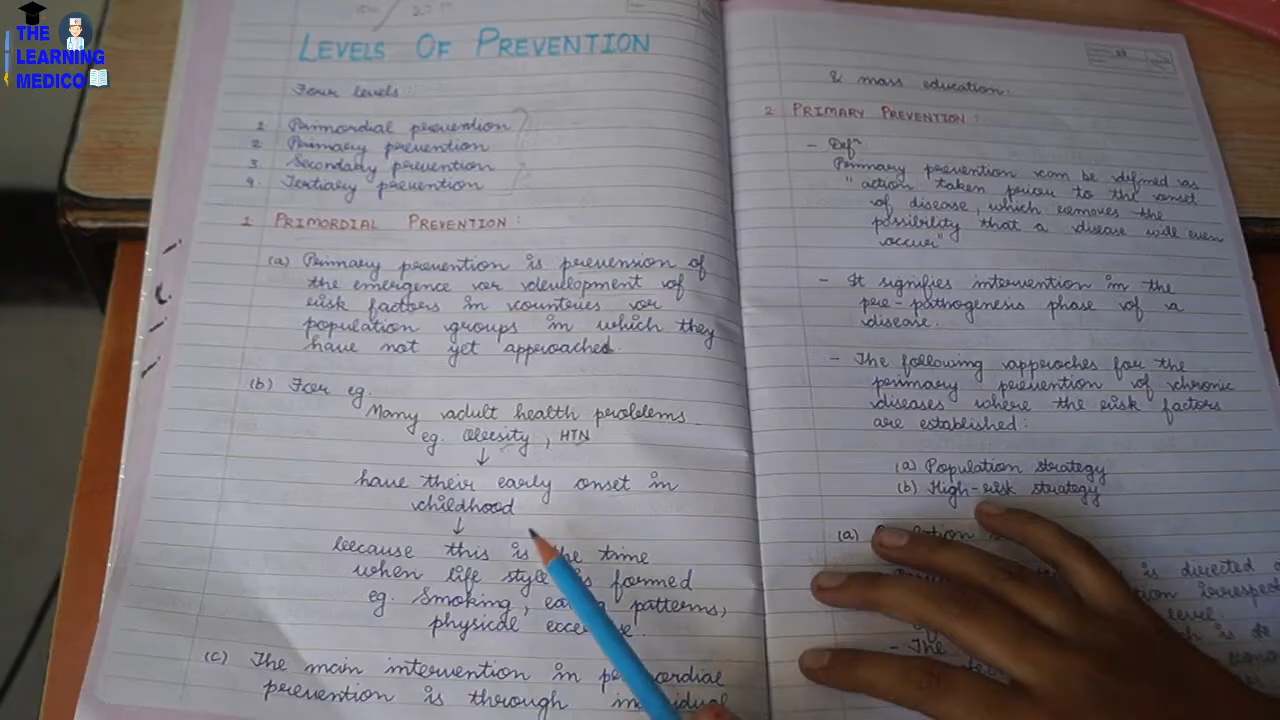 THE
LEARNING
MEDICO
LEVELS OF PREVENTION
Four levels :
1. Primordial prevention
2. Primary prevention
3. Secondary prevention
4. Tertiary prevention
1 PRIMORDIAL PREVENTION :
(a) Primary prevention is prevension of
the emergence or development of
risk factors in countries or
population groups in which they
have not yet approached.
(b) For eg.
Many adult health problems
eg. Obesity, HTN
↓
have their early onset in
childhood
↓
because this is the time
when life style is formed
eg. Smoking, eating patterns,
physical
(c) The main intervention in primordial
prevention is through individual
& mass education.
2 PRIMARY PREVENTION :
- Defⁿ
Primary prevention can be defined as
"action taken prior to the onset
of disease, which removes the
possibility that a disease will ever
occur"
- It signifies intervention in the
pre-pathogenesis phase of a
disease.
- The following approches for the
primary prevention of chronic
diseases where the risk factors
are established :
(a) Population strategy
(b) High-risk strategy
(a)
is directed
level.
- The